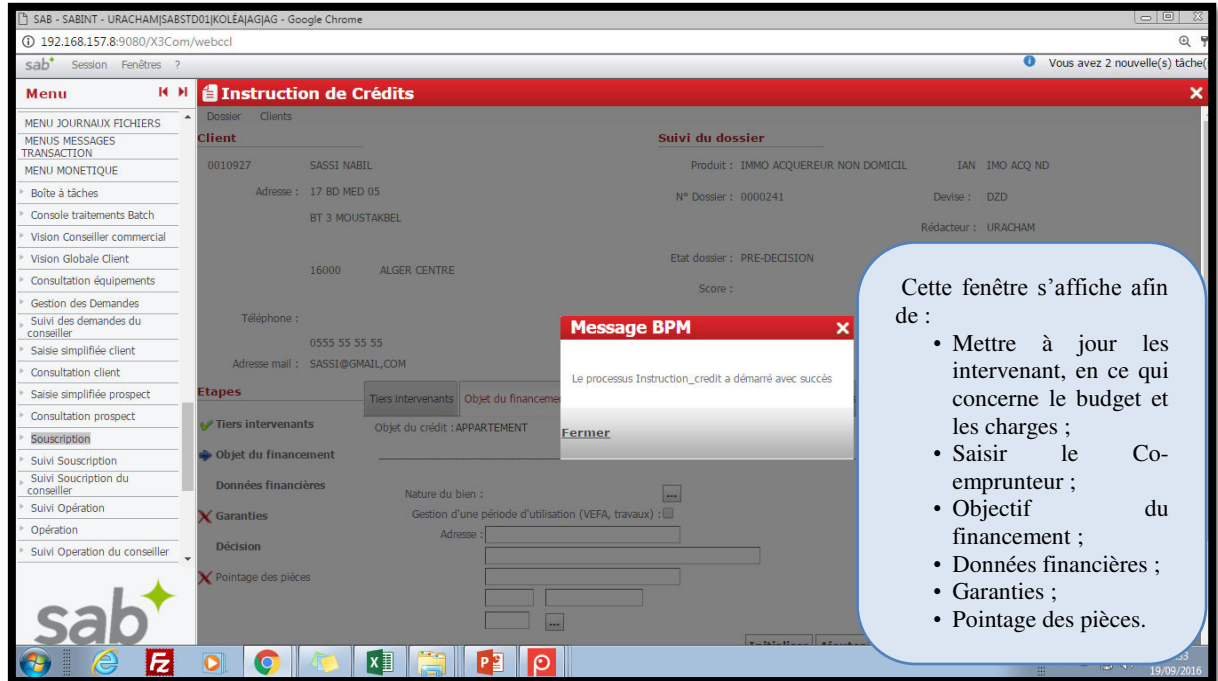 SAB - SABINT - URACHAM|SABSTD01|KOLÉA|AG|AG - Google Chrome
192.168.157.8:9080/X3Com/webccl
sab Session Fenêtres ?
Vous avez 2 nouvelle(s) tâche(
Menu
Instruction de Crédits
MENU JOURNAUX FICHIERS
MENUS MESSAGES
TRANSACTION
MENU MONETIQUE
Boîte à tâches
Console traitements Batch
Vision Conseiller commercial
Vision Globale Client
Consultation équipements
Gestion des Demandes
Suivi des demandes du
conseiller
Saisie simplifiée client
Consultation client
Saisie simplifiée prospect
Consultation prospect
Souscription
Suivi Souscription
Suivi Soucription du
conseiller
Suivi Opération
Opération
Suivi Operation du conseiller
sab
Dossier Clients
Client
0010927 SASSI NABIL
Adresse : 17 BD MED 05
BT 3 MOUSTAKBEL
16000 ALGER CENTRE
Téléphone :
0555 55 55 55
Adresse mail : SASSI@GMAIL,COM
Suivi du dossier
Produit : IMMO ACQUEREUR NON DOMICIL IAN IMO ACQ ND
N° Dossier : 0000241 Devise : DZD
Rédacteur : URACHAM
Etat dossier : PRE-DECISION
Score :
Message BPM
Le processus Instruction_credit a démarré avec succès
Fermer
Etapes
Tiers intervenants
Objet du financement
Données financières
Garanties
Décision
Pointage des pièces
Tiers intervenants Objet du financeme
Objet du crédit : APPARTEMENT
Nature du bien : ...
Gestion d'une période d'utilisation (VEFA, travaux) :
Adresse :
...
Cette fenêtre s'affiche afin
de :
• Mettre à jour les
intervenant, en ce qui
concerne le budget et
les charges ;
• Saisir le Co-
emprunteur ;
• Objectif du
financement ;
• Données financières ;
• Garanties ;
• Pointage des pièces.
19/09/2016